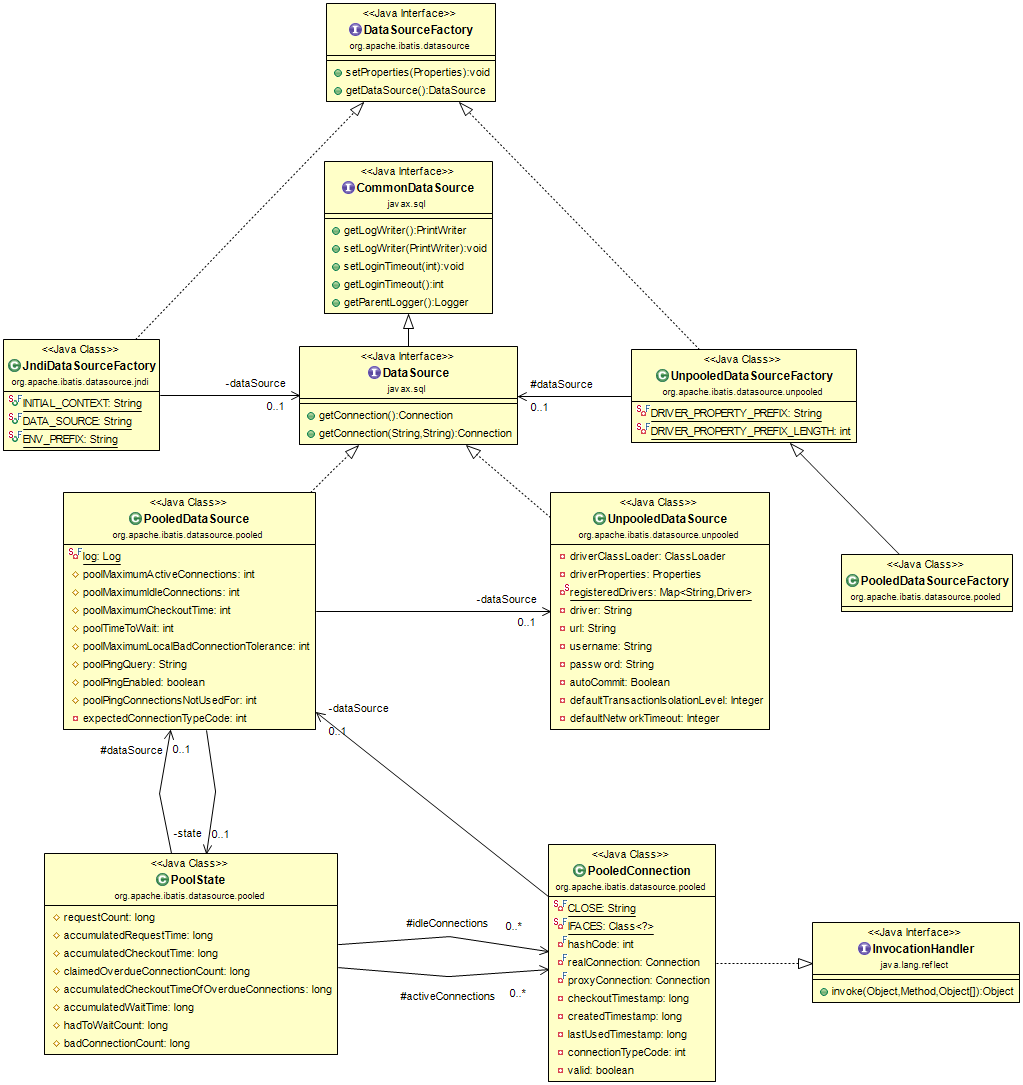 <<Java Interface>>
DataSourceFactory
org.apache.ibatis.datasource
setProperties(Properties):void
getDataSource():DataSource
<<Java Interface>>
CommonDataSource
javax.sql
getLogWriter():PrintWriter
setLogWriter(PrintWriter):void
setLoginTimeout(int):void
getLoginTimeout():int
getParentLogger():Logger
<<Java Class>>
JndiDataSourceFactory
org.apache.ibatis.datasource.jndi
INITIAL_CONTEXT: String
DATA_SOURCE: String
ENV_PREFIX: String
-dataSource
0..1
<<Java Interface>>
DataSource
javax.sql
getConnection():Connection
getConnection(String,String):Connection
#dataSource
0..1
<<Java Class>>
UnpooledDataSourceFactory
org.apache.ibatis.datasource.unpooled
DRIVER_PROPERTY_PREFIX: String
DRIVER_PROPERTY_PREFIX_LENGTH: int
<<Java Class>>
PooledDataSource
org.apache.ibatis.datasource.pooled
log: Log
poolMaximumActiveConnections: int
poolMaximumIdleConnections: int
poolMaximumCheckoutTime: int
poolTimeToWait: int
poolMaximumLocalBadConnectionTolerance: int
poolPingQuery: String
poolPingEnabled: boolean
poolPingConnectionsNotUsedFor: int
expectedConnectionTypeCode: int
-dataSource
0..1
<<Java Class>>
UnpooledDataSource
org.apache.ibatis.datasource.unpooled
driverClassLoader: ClassLoader
driverProperties: Properties
registeredDrivers: Map<String,Driver>
driver: String
url: String
username: String
password: String
autoCommit: Boolean
defaultTransactionIsolationLevel: Integer
defaultNetworkTimeout: Integer
<<Java Class>>
PooledDataSourceFactory
org.apache.ibatis.datasource.pooled
-dataSource
0..1
#dataSource
0..1
-state
0..1
<<Java Class>>
PoolState
org.apache.ibatis.datasource.pooled
requestCount: long
accumulatedRequestTime: long
accumulatedCheckoutTime: long
claimedOverdueConnectionCount: long
accumulatedCheckoutTimeOfOverdueConnections: long
accumulatedWaitTime: long
hadToWaitCount: long
badConnectionCount: long
#idleConnections
0..*
#activeConnections
0..*
<<Java Class>>
PooledConnection
org.apache.ibatis.datasource.pooled
CLOSE: String
IFACES: Class<?>
hashCode: int
realConnection: Connection
proxyConnection: Connection
checkoutTimestamp: long
createdTimestamp: long
lastUsedTimestamp: long
connectionTypeCode: int
valid: boolean
<<Java Interface>>
InvocationHandler
java.lang.reflect
invoke(Object,Method,Object[]):Object